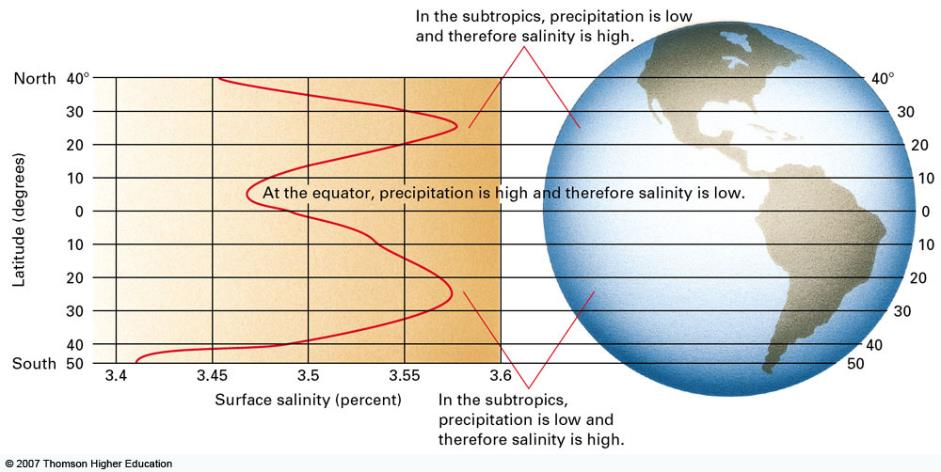 In the subtropics, precipitation is low
and therefore salinity is high.
North 40° 40°
30 30
20 20
10 10
At the equator, precipitation is high and therefore salinity is low.
0 0
10 10
20 20
30 30
40 40
South 50 50
Latitude (degrees)
3.4 3.45 3.5 3.55 3.6
Surface salinity (percent)
In the subtropics,
precipitation is low and
therefore salinity is high.
© 2007 Thomson Higher Education